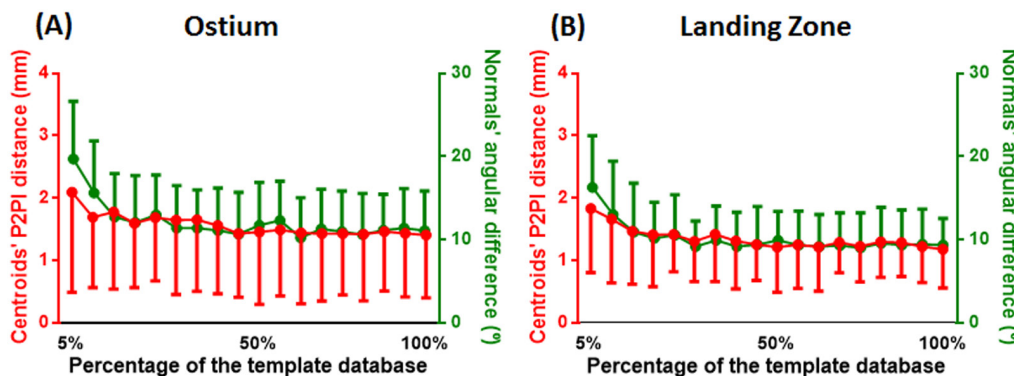 (A) Ostium
Centroids' P2PI distance (mm)
4
3
2
1
0
Normals' angular difference (º)
30
20
10
0
5% 50% 100%
Percentage of the template database
(B) Landing Zone
Centroids' P2PI distance (mm)
4
3
2
1
0
Normals' angular difference (º)
30
20
10
0
5% 50% 100%
Percentage of the template database